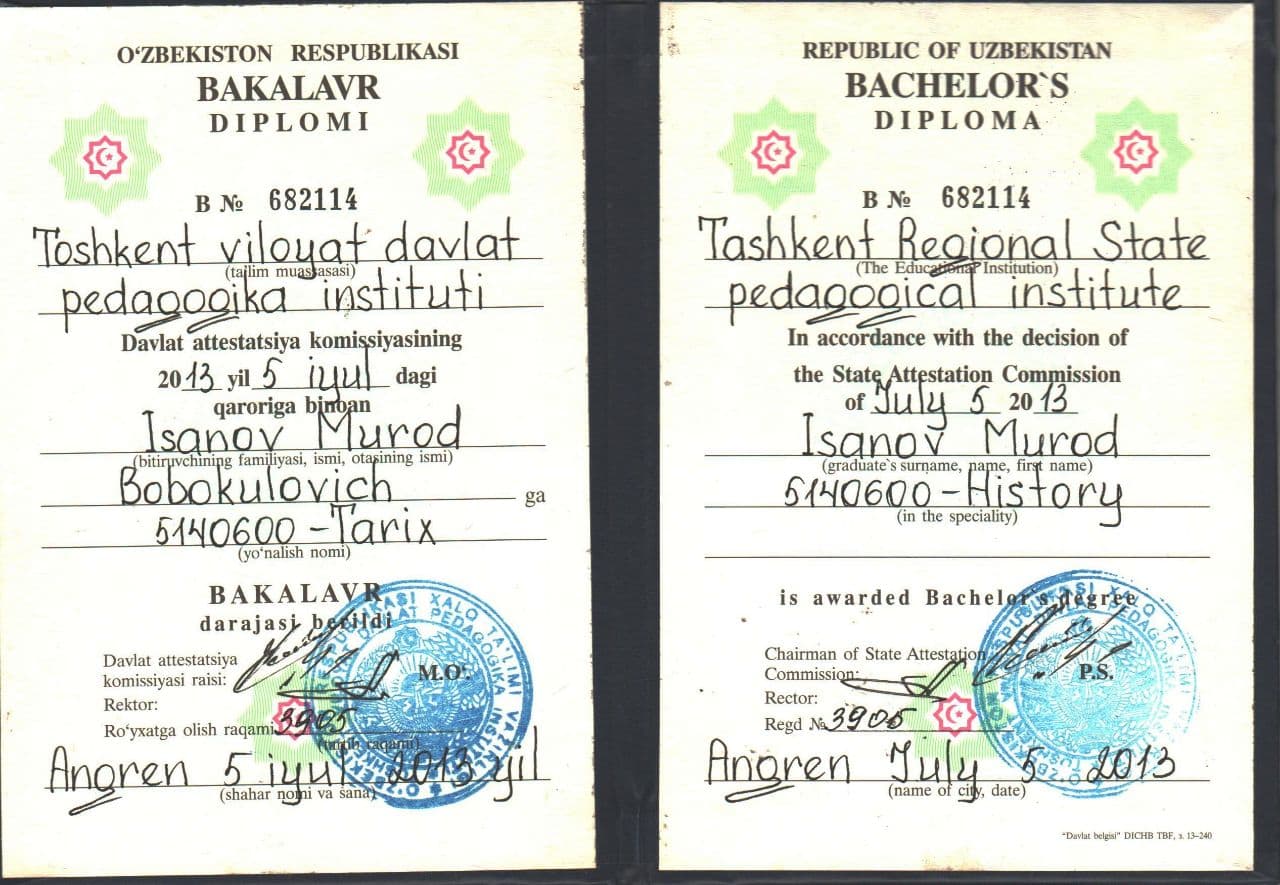 O‘ZBEKISTON RESPUBLIKASI
BAKALAVR
DIPLOMI
B № 682114
Toshkent viloyat davlat
(ta'lim muassasasi)
pedagogika instituti
Davlat attestatsiya komissiyasining
2013 yil 5 iyul dagi
qaroriga binoan
Isanov Murod
(bitiruvchining familiyasi, ismi, otasining ismi)
Bobokulovich ga
5140600 - Tarix
(yo‘nalish nomi)
BAKALAVR
darajasi berildi
Davlat attestatsiya
komissiyasi raisi:
M.O‘.
Rektor:
Ro‘yxatga olish raqami 3905
Angren 5 iyul 2013 yil
(shahar nomi va sana)
REPUBLIC OF UZBEKISTAN
BACHELOR`S
DIPLOMA
B № 682114
Tashkent Regional State
(The Educational Institution)
pedagogical institute
In accordance with the decision of
the State Attestation Commission
of July 5 2013
Isanov Murod
(graduate`s surname, name, first name)
5140600 - History
(in the speciality)
is awarded Bachelor`s degree
Chairman of State Attestation
Commission:
P.S.
Rector:
Regd № 3905
Angren July 5 2013
(name of city, date)
"Davlat belgisi" DICHB TBF, з. 13–240